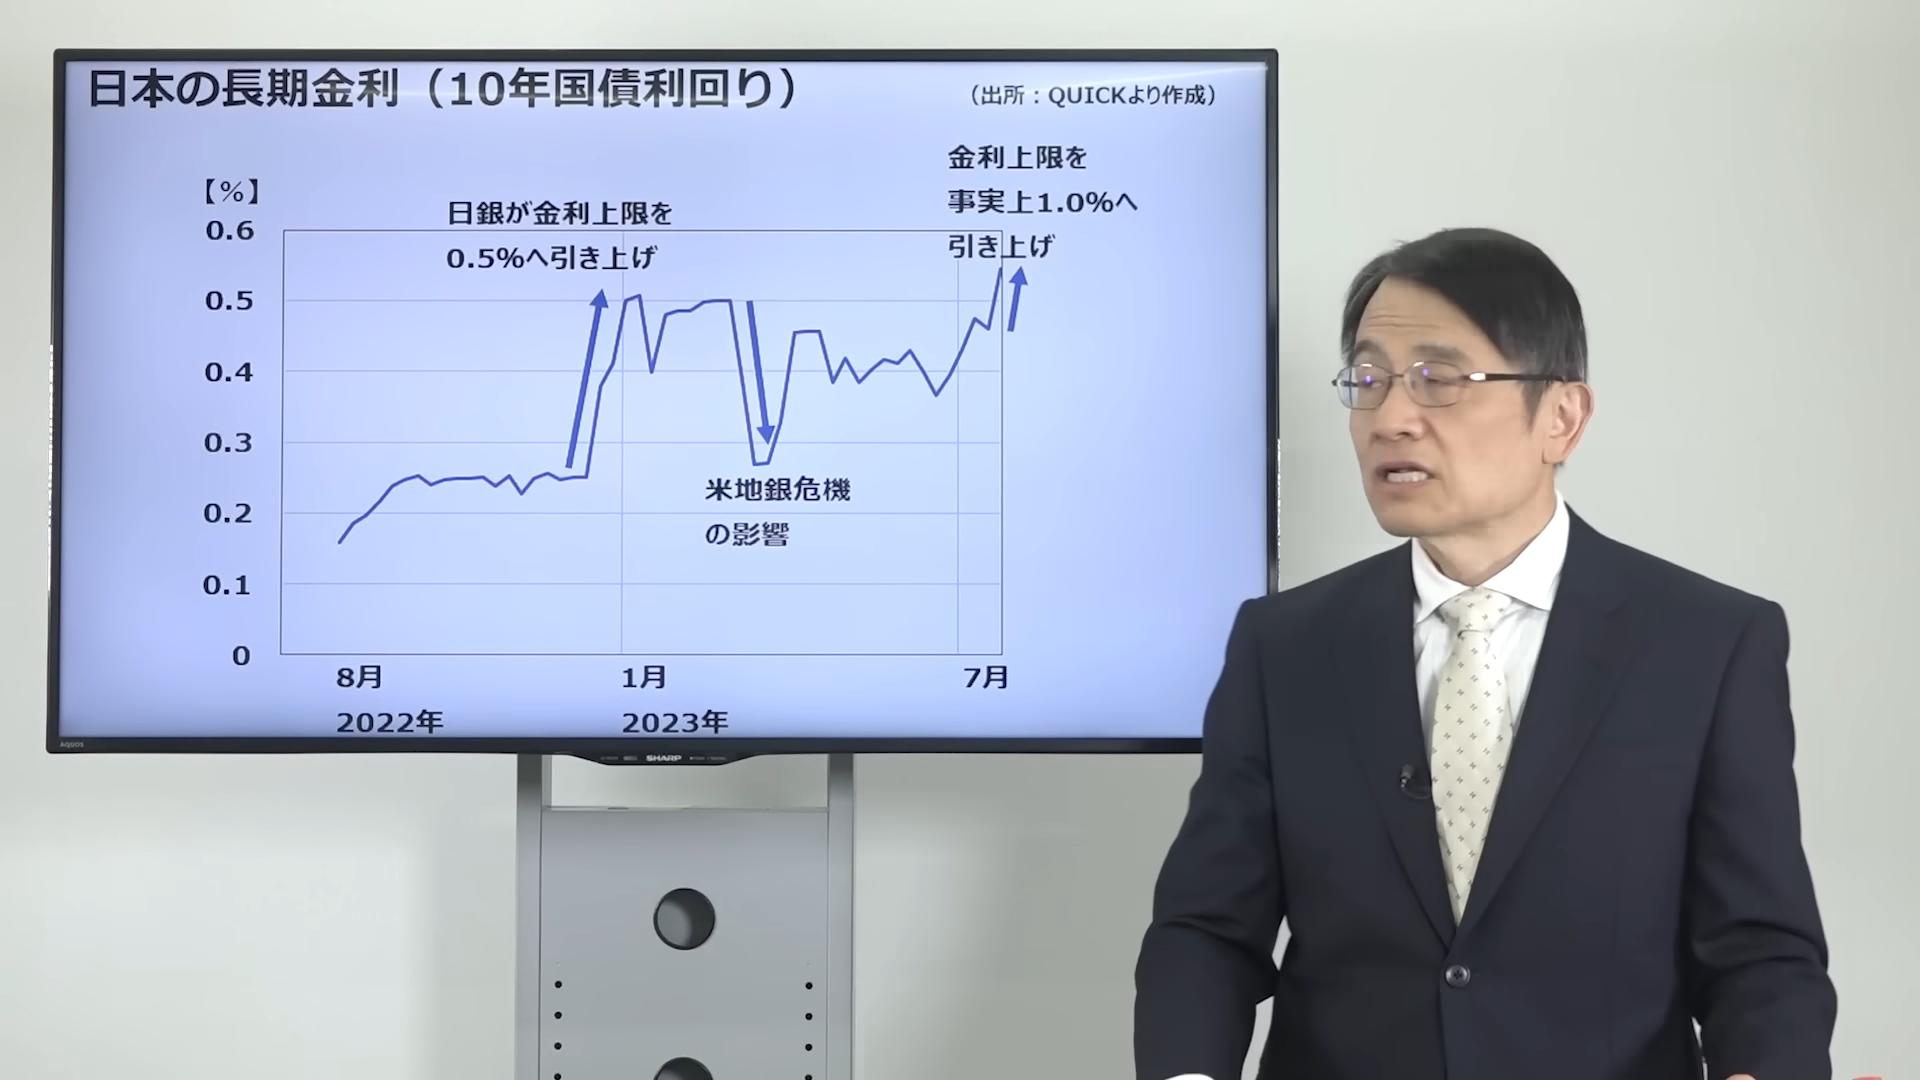 日本の長期金利（10年国債利回り）
（出所：QUICKより作成）
金利上限を
事実上1.0%へ
引き上げ
【%】
日銀が金利上限を
0.5%へ引き上げ
0.6
0.5
0.4
0.3
0.2
0.1
0
米地銀危機
の影響
8月
1月
7月
2022年
2023年
AQUOS
SHARP